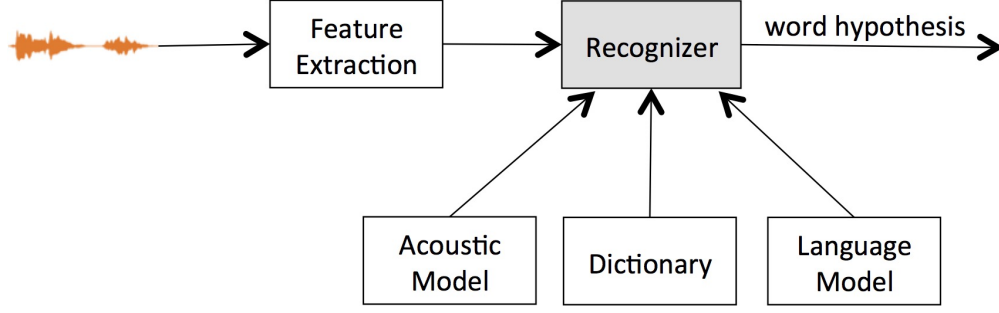 Feature
Extraction
Recognizer
word hypothesis
Acoustic
Model
Dictionary
Language
Model